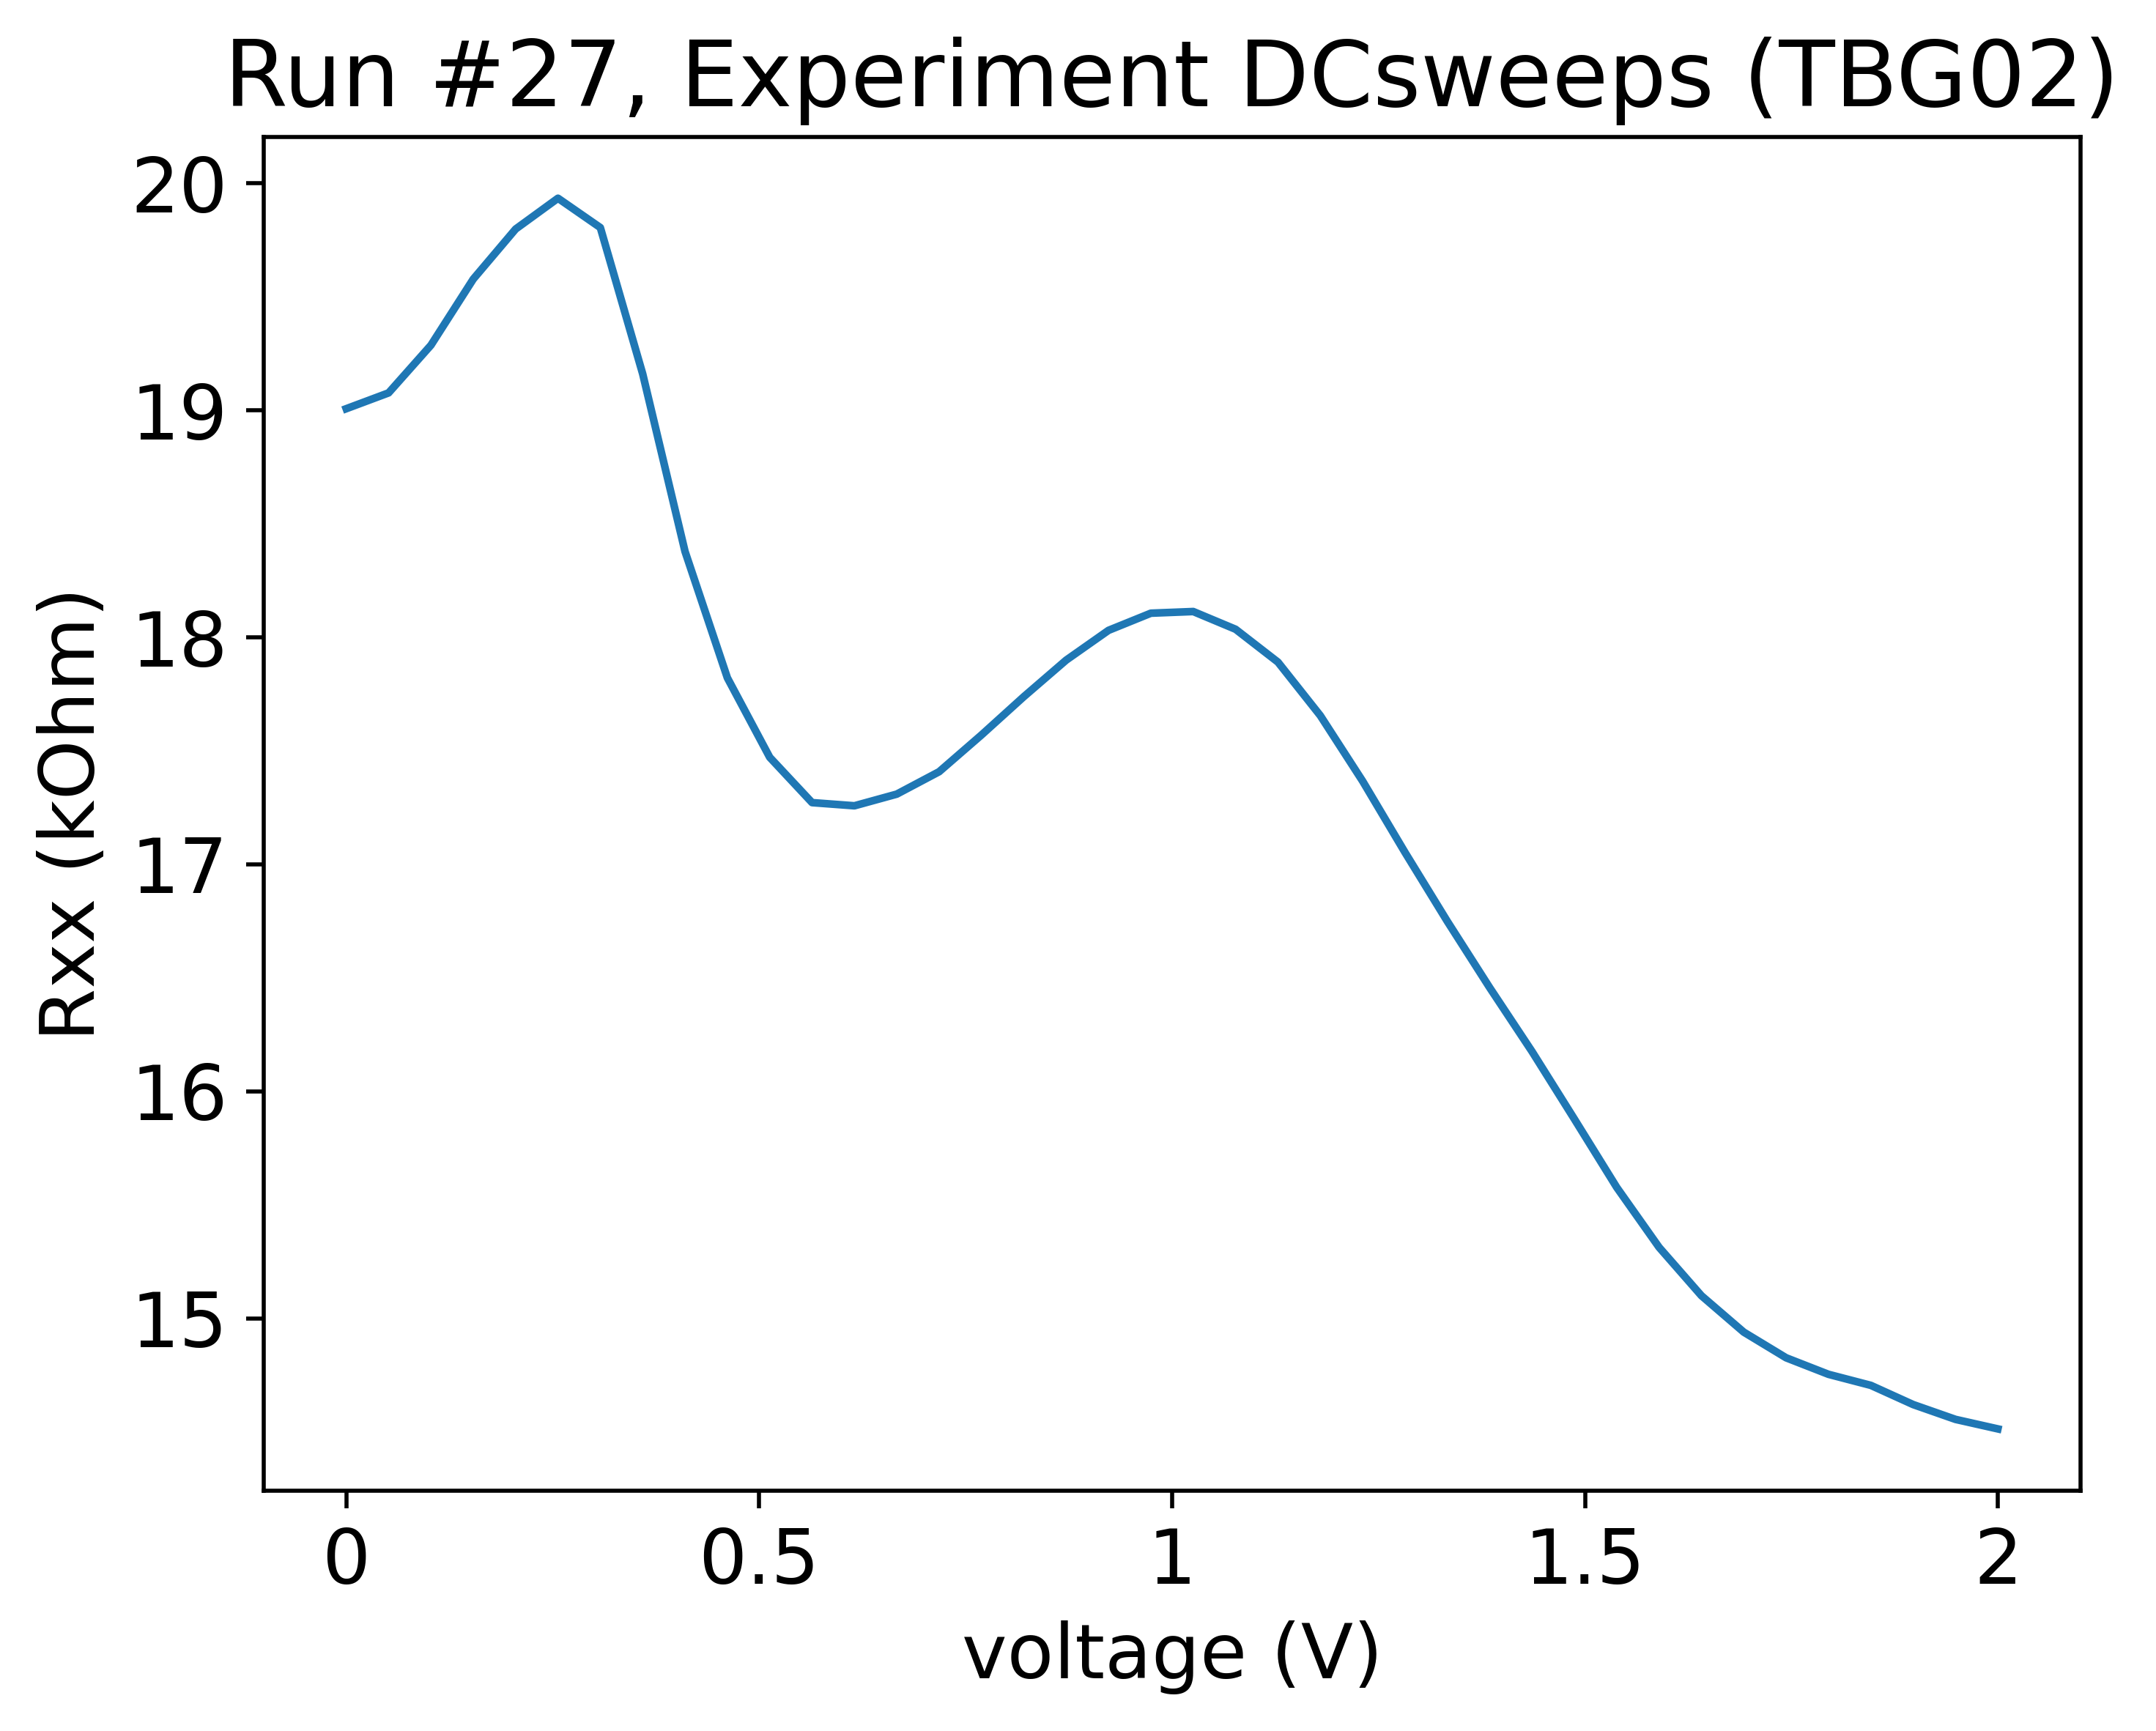 Run #27, Experiment DCsweeps (TBG02)
20
19
18
17
16
15
Rxx (kOhm)
0 0.5 1 1.5 2
voltage (V)